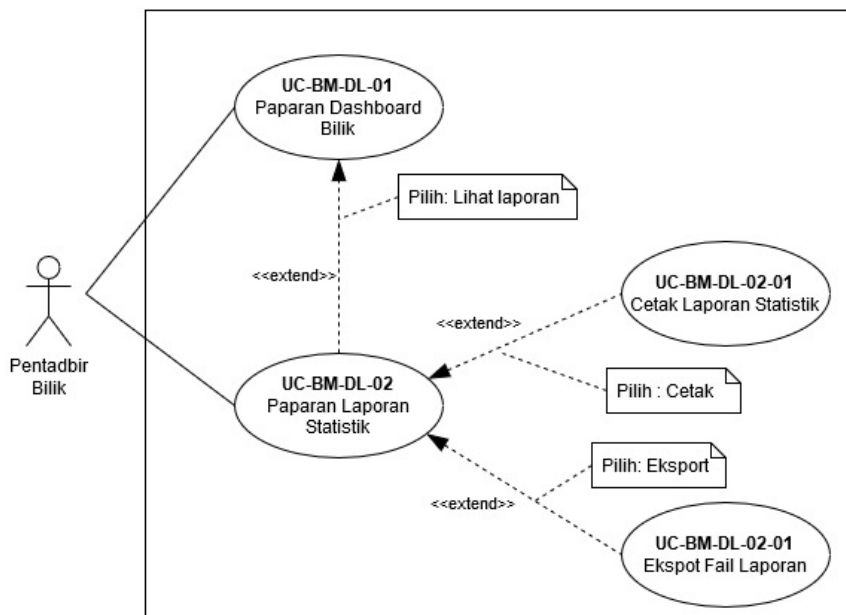 UC-BM-DL-01
Paparan Dashboard
Bilik
Pilih: Lihat laporan
<<extend>>
UC-BM-DL-02-01
Cetak Laporan Statistik
<<extend>>
Pentadbir
Bilik
UC-BM-DL-02
Paparan Laporan
Statistik
Pilih : Cetak
Pilih: Eksport
<<extend>>
UC-BM-DL-02-01
Ekspot Fail Laporan